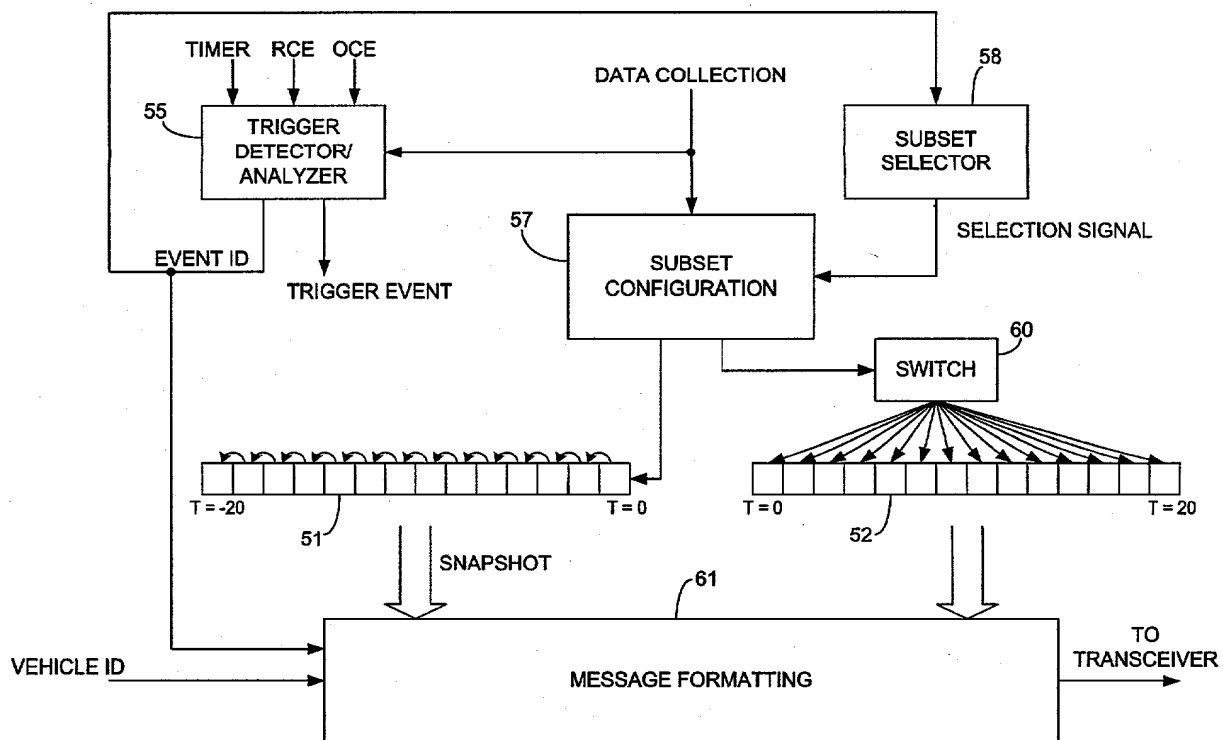 TIMER RCE OCE
58
DATA COLLECTION
55
TRIGGER
DETECTOR/
ANALYZER
SUBSET
SELECTOR
57
SELECTION SIGNAL
EVENT ID
SUBSET
CONFIGURATION
TRIGGER EVENT
60
SWITCH
T = -20
T = 0
T = 0
T = 20
51
52
SNAPSHOT
61
TO
TRANSCEIVER
VEHICLE ID
MESSAGE FORMATTING